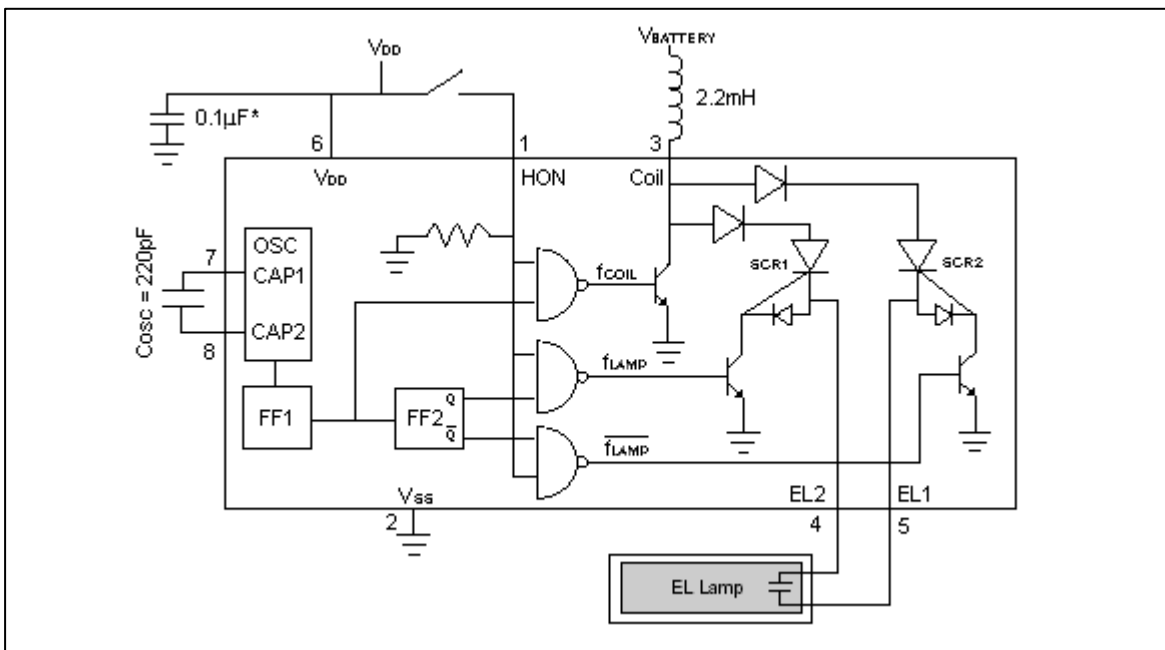 VBATTERY
VDD
2.2mH
0.1µF*
6
1
3
VDD
HON
Coil
OSC
CAP1
CAP2
7
8
Cosc = 220pF
fCOIL
SCR1
SCR2
fLAMP
FF1
FF2
Q
Q̅
f̅L̅A̅M̅P̅
VSS
2
EL2
EL1
4
5
EL Lamp